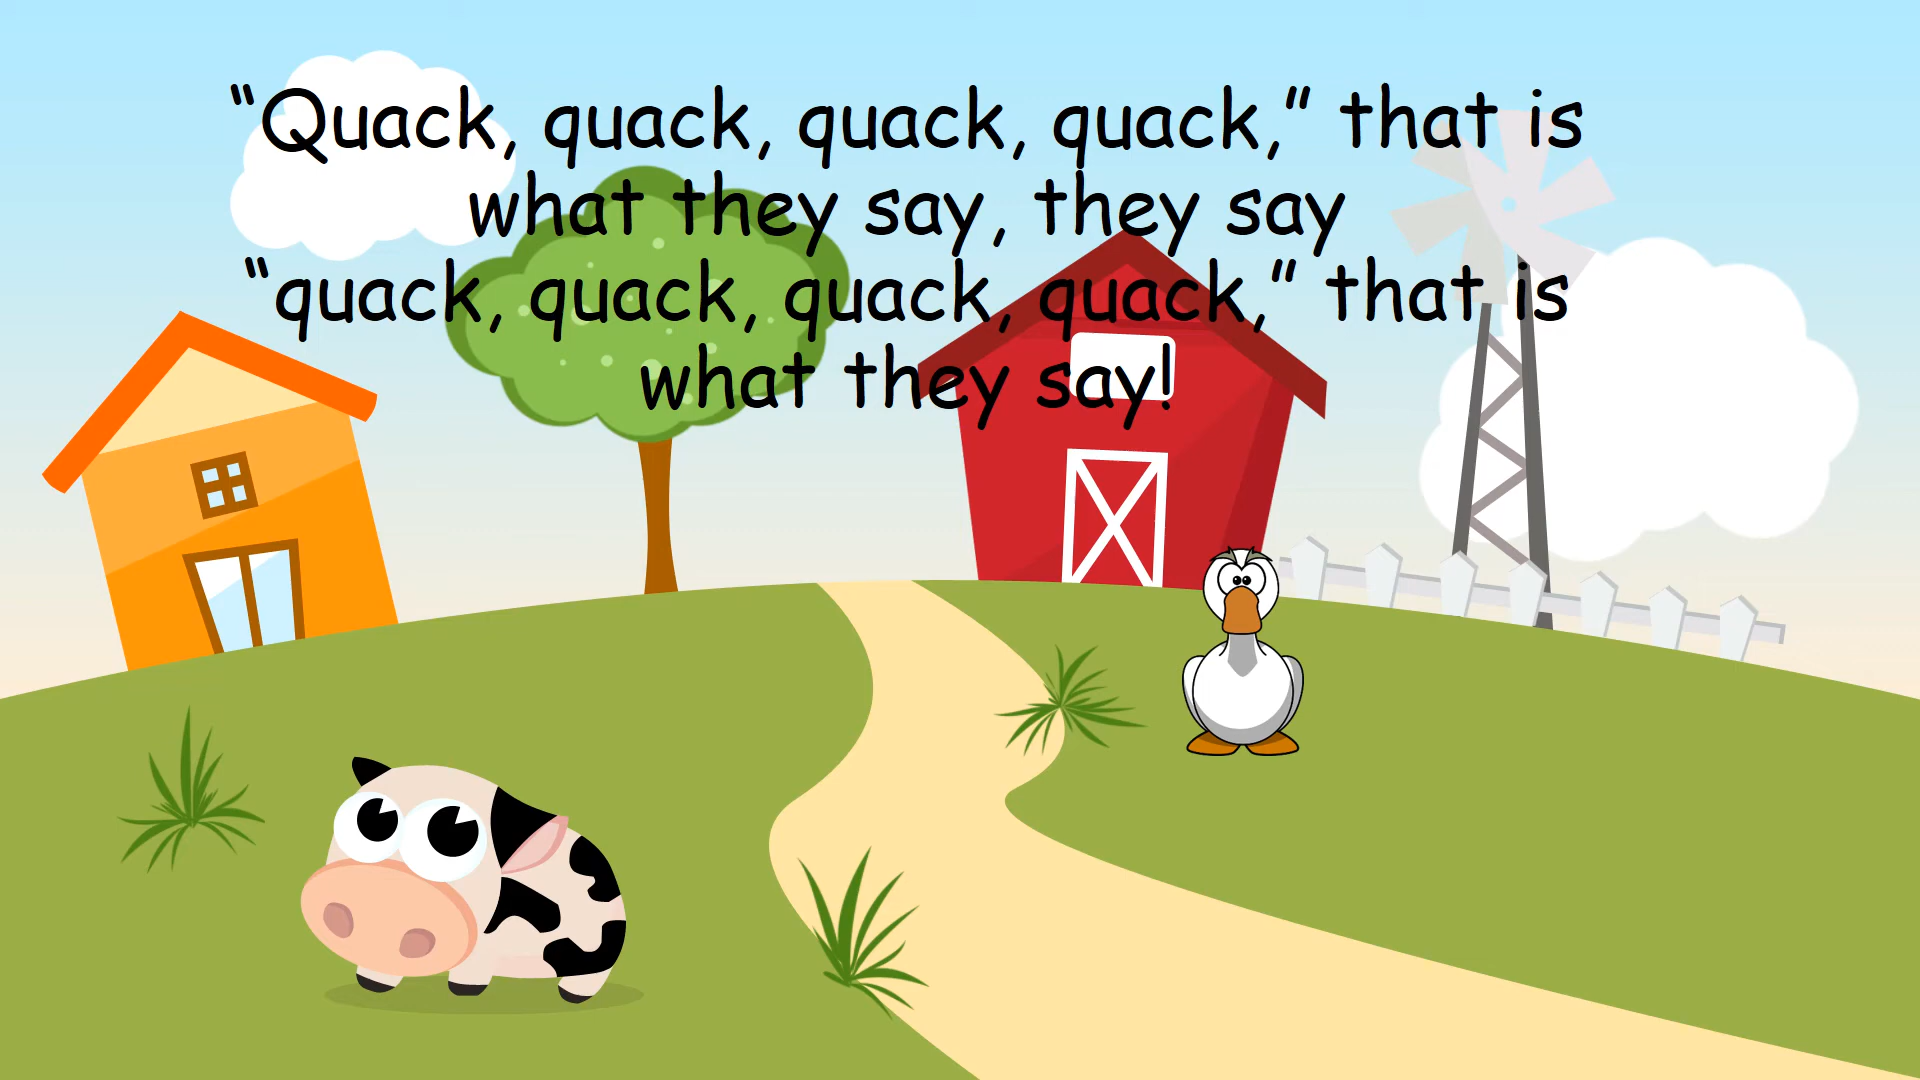 “Quack, quack, quack, quack,” that is
what they say, they say
“quack, quack, quack, quack,” that is
what they say!